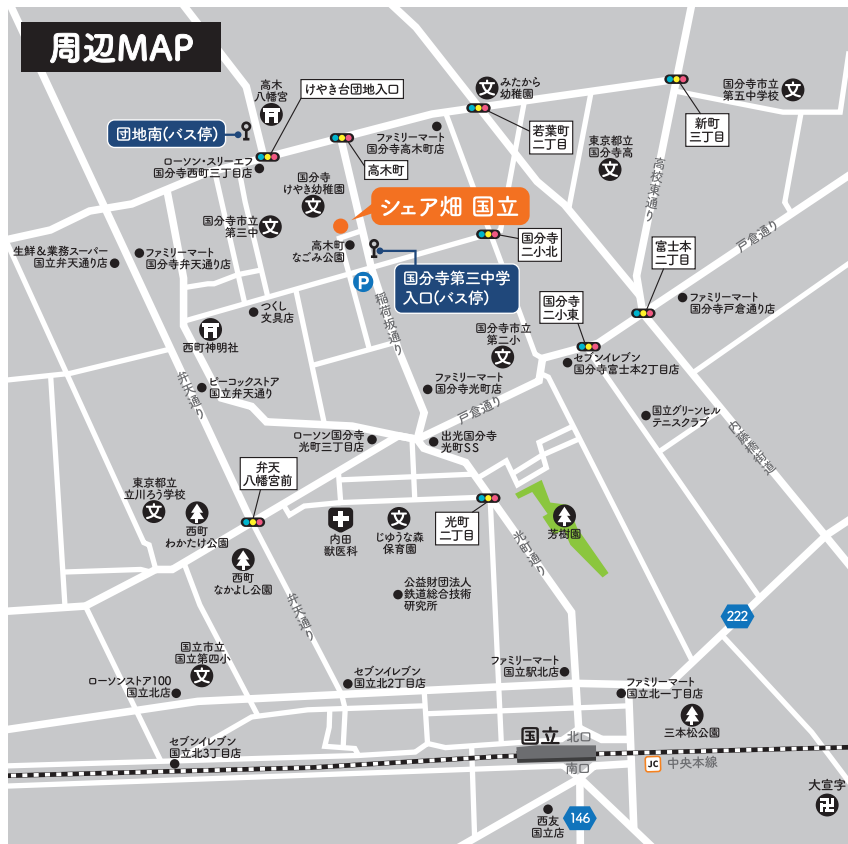 周辺MAP
高木
八幡宮
けやき台団地入口
みたから
幼稚園
国分寺市立
第五中学校
団地南(バス停)
ファミリーマート
国分寺高木町店
若葉町
二丁目
新町
三丁目
ローソン・スリーエフ
国分寺西町三丁目店
高木町
東京都立
国分寺高
高校東通り
国分寺
けやき幼稚園
シェア畑 国立
国分寺市立
第三中
高木町
なごみ公園
国分寺
二小北
戸倉通り
富士本
二丁目
生鮮&業務スーパー
国立弁天通り店
ファミリーマート
国分寺弁天通り店
国分寺第三中学
入口(バス停)
P
稲荷坂通り
国分寺
二小東
ファミリーマート
国分寺戸倉通り店
つくし
文具店
西町神明社
国分寺市立
第二小
セブンイレブン
国分寺富士本2丁目店
弁天通り
ピーコックストア
国立弁天通り
ファミリーマート
国分寺光町店
戸倉通り
国立グリーンヒル
テニスクラブ
内藤橋街道
ローソン国分寺
光町三丁目店
出光国分寺
光町SS
弁天
八幡宮前
東京都立
立川ろう学校
西町
わかたけ公園
内田
獣医科
じゅうな森
保育園
光町
二丁目
光町通り
芳樹園
西町
なかよし公園
公益財団法人
鉄道総合技術
研究所
弁天通り
222
国立市立
国立第四小
ローソンストア100
国立北店
セブンイレブン
国立北2丁目店
ファミリーマート
国立駅北店
ファミリーマート
国立北一丁目店
三本松公園
セブンイレブン
国立北3丁目店
国立
北口
南口
JC
中央本線
大宣字
西友
国立店
146
文
文
文
文
文
文
文
文
卍